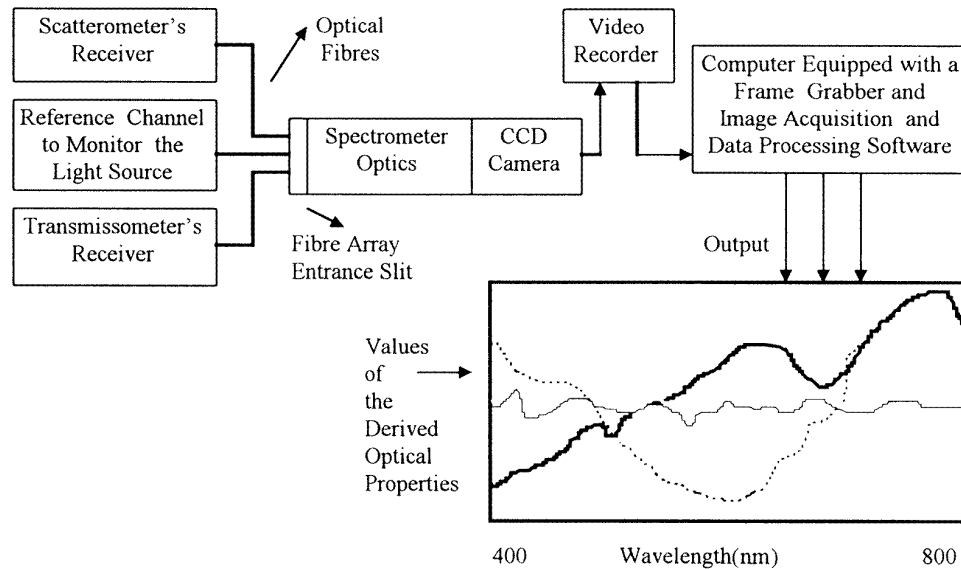 Scatterometer's
Receiver
Optical
Fibres
Video
Recorder
Computer Equipped with a
Frame Grabber and
Image Acquisition and
Data Processing Software
Reference Channel
to Monitor the
Light Source
Spectrometer
Optics
CCD
Camera
Transmissometer's
Receiver
Fibre Array
Entrance Slit
Output
Values
of
the
Derived
Optical
Properties
400
Wavelength(nm)
800